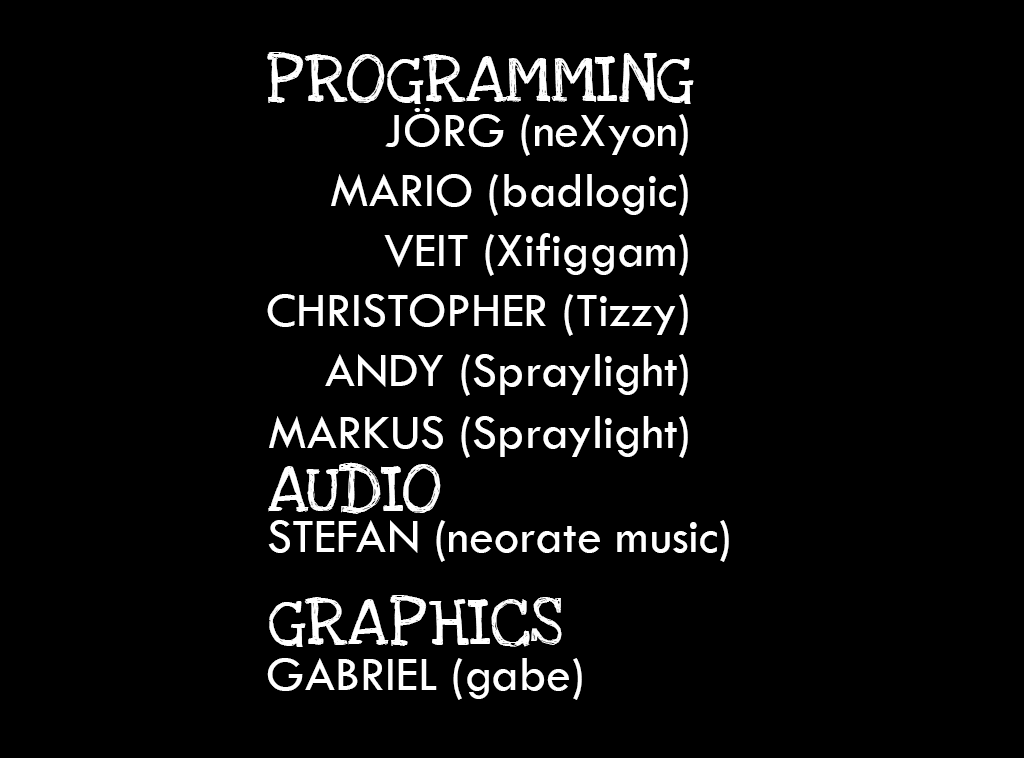 PROGRAMMING
JÖRG (neXyon)
MARIO (badlogic)
VEIT (Xifiggam)
CHRISTOPHER (Tizzy)
ANDY (Spraylight)
MARKUS (Spraylight)
AUDIO
STEFAN (neorate music)
GRAPHICS
GABRIEL (gabe)